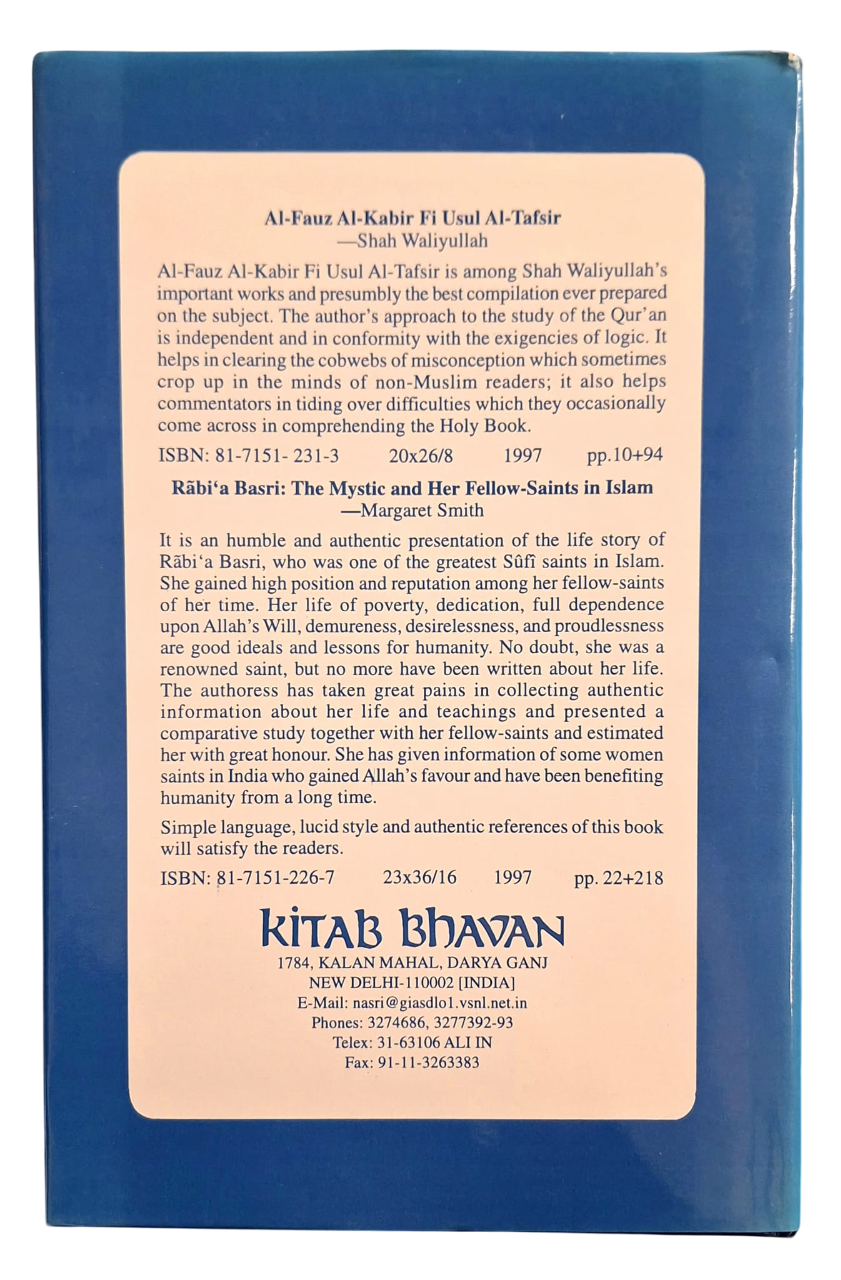 Al-Fauz Al-Kabir Fi Usul Al-Tafsir
—Shah Waliyullah
Al-Fauz Al-Kabir Fi Usul Al-Tafsir is among Shah Waliyullah's
important works and presumbly the best compilation ever prepared
on the subject. The author's approach to the study of the Qur'an
is independent and in conformity with the exigencies of logic. It
helps in clearing the cobwebs of misconception which sometimes
crop up in the minds of non-Muslim readers; it also helps
commentators in tiding over difficulties which they occasionally
come across in comprehending the Holy Book.
ISBN: 81-7151- 231-3 20x26/8 1997 pp.10+94
Rãbi‘a Basri: The Mystic and Her Fellow-Saints in Islam
—Margaret Smith
It is an humble and authentic presentation of the life story of
Rãbi‘a Basri, who was one of the greatest Sûfî saints in Islam.
She gained high position and reputation among her fellow-saints
of her time. Her life of poverty, dedication, full dependence
upon Allah's Will, demureness, desirelessness, and proudlessness
are good ideals and lessons for humanity. No doubt, she was a
renowned saint, but no more have been written about her life.
The authoress has taken great pains in collecting authentic
information about her life and teachings and presented a
comparative study together with her fellow-saints and estimated
her with great honour. She has given information of some women
saints in India who gained Allah's favour and have been benefiting
humanity from a long time.
Simple language, lucid style and authentic references of this book
will satisfy the readers.
ISBN: 81-7151-226-7 23x36/16 1997 pp. 22+218
KITAB BHAVAN
1784, KALAN MAHAL, DARYA GANJ
NEW DELHI-110002 [INDIA]
E-Mail: nasri@giasdlo1.vsnl.net.in
Phones: 3274686, 3277392-93
Telex: 31-63106 ALI IN
Fax: 91-11-3263383